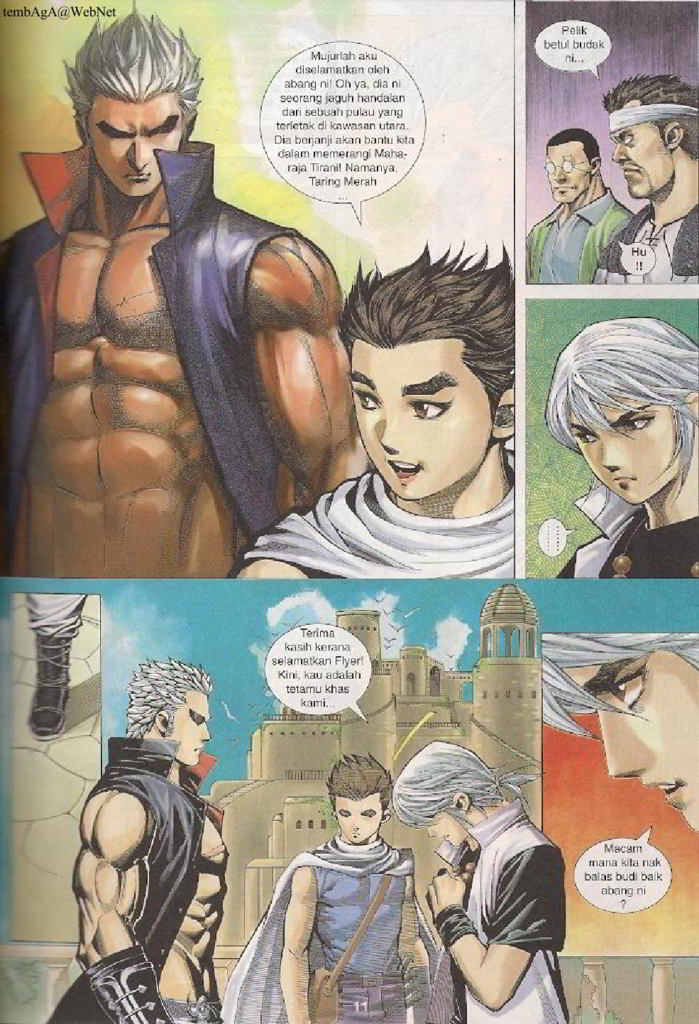 tembAgA@WebNet
Mujurlah aku
diselamatkan oleh
abang ni! Oh ya, dia ni
seorang jaguh handalan
dari sebuah pulau yang
terletak di kawasan utara.
Dia berjanji akan bantu kita
dalam memerangi Maha-
raja Tirani! Namanya,
Taring Merah
...
Pelik
betul budak
ni...
Hu
!!
Terima
kasih kerana
selamatkan Flyer!
Kini, kau adalah
tetamu khas
kami...
Macam
mana kita nak
balas budi baik
abang ni
?
11